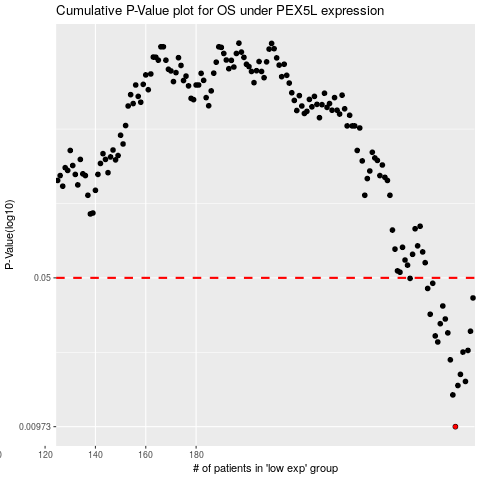 Cumulative P-Value plot for OS under PEX5L expression
P-Value(log10)
0.05
0.00973
0
120
140
160
180
# of patients in 'low exp' group